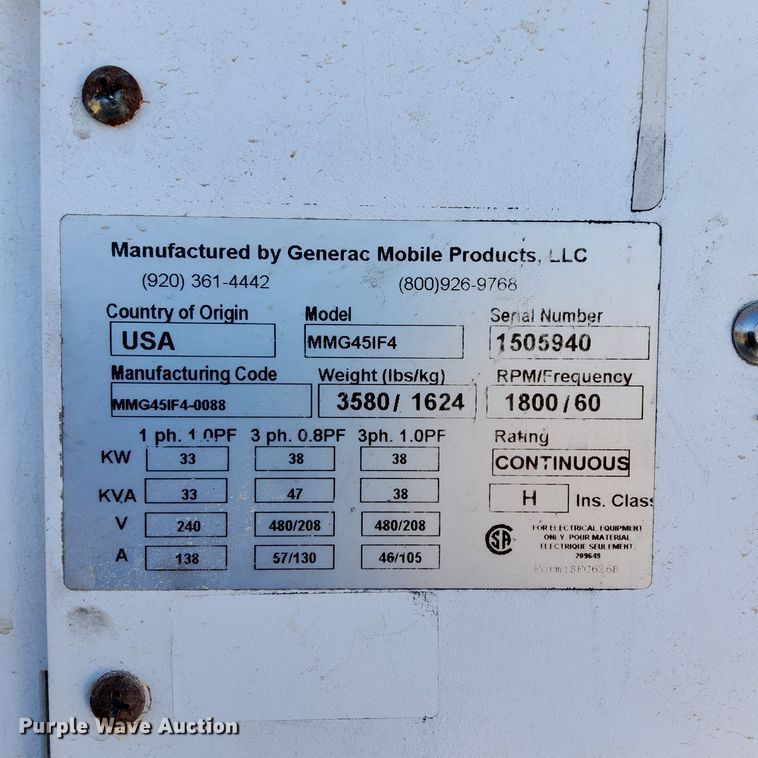 Manufactured by Generac Mobile Products, LLC
(920) 361-4442 (800)926-9768
Country of Origin Model Serial Number
USA MMG45IF4 1505940
Manufacturing Code Weight (lbs/kg) RPM/Frequency
MMG45IF4-0088 3580/ 1624 1800/60
1 ph. 1.0PF 3 ph. 0.8PF 3ph. 1.0PF Rating
KW 33 38 38 CONTINUOUS
KVA 33 47 38 H Ins. Class
V 240 480/208 480/208
A 138 57/130 46/105
SA
FOR ELECTRICAL EQUIPMENT
ONLY. POUR MATERIAL
ELECTRIQUE SEULEMENT.
209649
Form:SFC626B
Purple Wave Auction